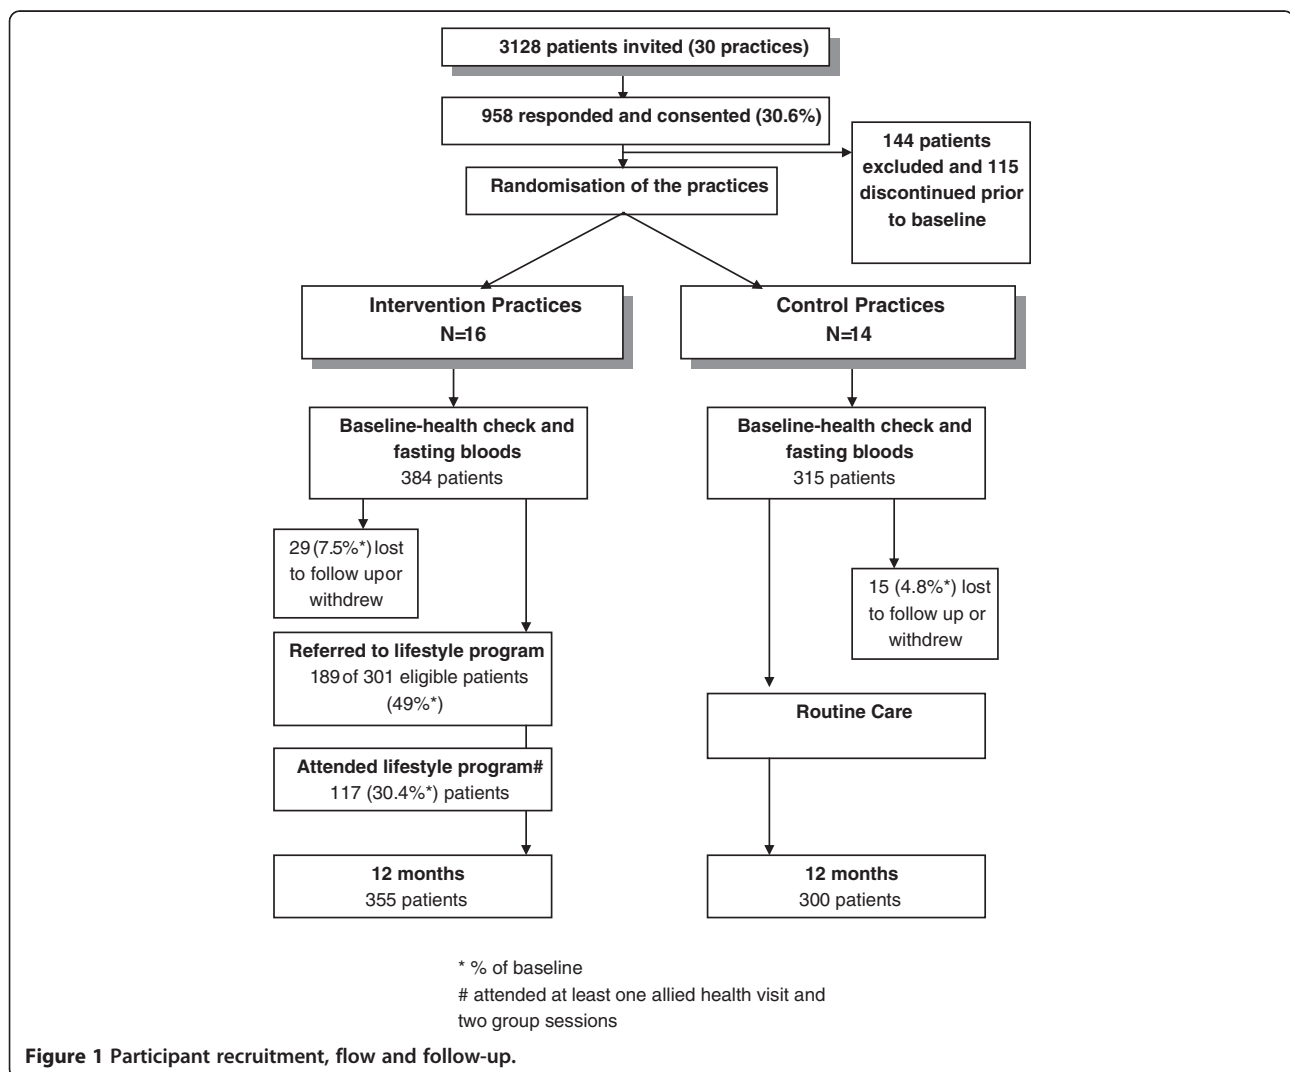 3128 patients invited (30 practices)
958 responded and consented (30.6%)
144 patients
excluded and 115
discontinued prior
to baseline
Randomisation of the practices
Intervention Practices
N=16
Control Practices
N=14
Baseline-health check and
fasting bloods
384 patients
Baseline-health check and
fasting bloods
315 patients
29 (7.5%*) lost
to follow upor
withdrew
15 (4.8%*) lost
to follow up or
withdrew
Referred to lifestyle program
189 of 301 eligible patients
(49%*)
Routine Care
Attended lifestyle program#
117 (30.4%*) patients
12 months
355 patients
12 months
300 patients
* % of baseline
# attended at least one allied health visit and
two group sessions
Figure 1 Participant recruitment, flow and follow-up.